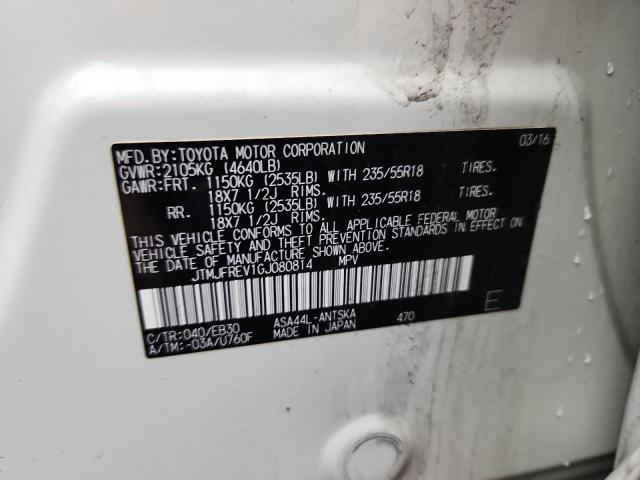 MFD.BY:TOYOTA MOTOR CORPORATION 03/16
GVWR:2105KG (4640LB)
GAWR:FRT. 1150KG (2535LB) WITH 235/55R18 TIRES.
18X7 1/2J RIMS.
RR. 1150KG (2535LB) WITH 235/55R18 TIRES.
18X7 1/2J RIMS.
THIS VEHICLE CONFORMS TO ALL APPLICABLE FEDERAL MOTOR
VEHICLE SAFETY AND THEFT PREVENTION STANDARDS IN EFFECT ON
THE DATE OF MANUFACTURE SHOWN ABOVE.
JTMJFREV1GJ080814 MPV
C/TR:040/EB30 ASA44L-ANTSKA 470 E
A/TM:-03A/U760F MADE IN JAPAN